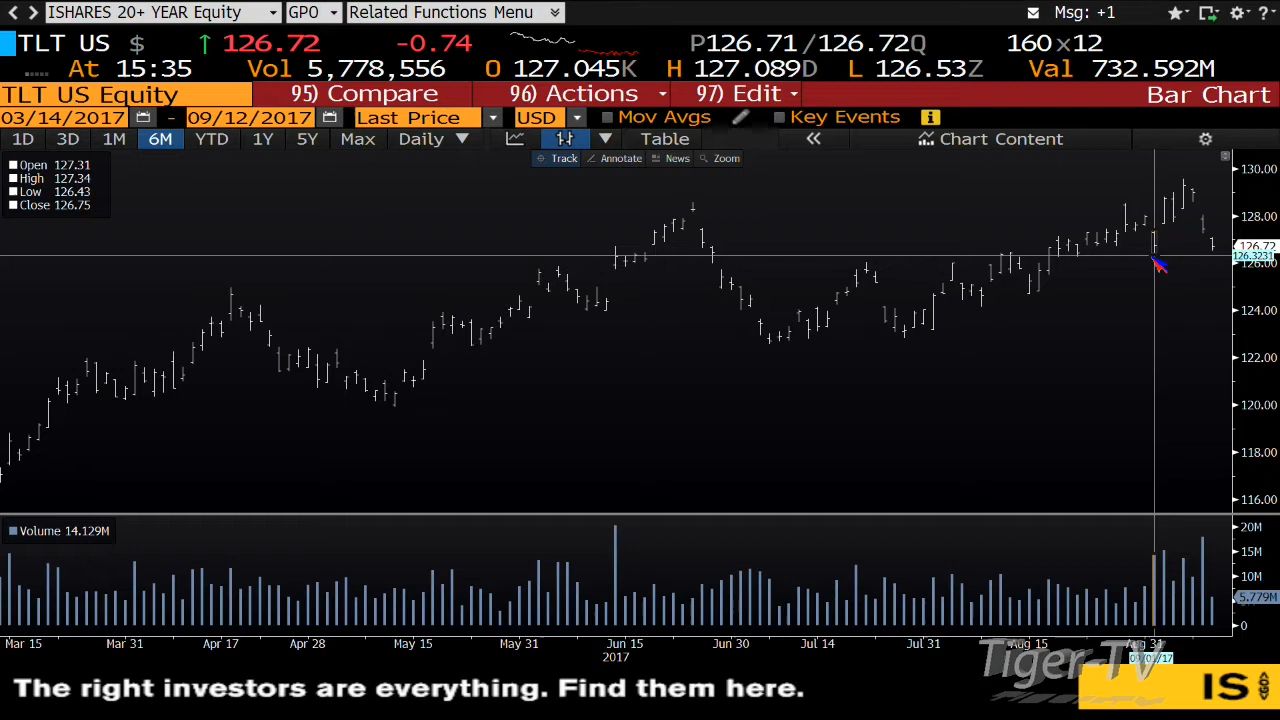 ISHARES 20+ YEAR Equity GPO Related Functions Menu Msg: +1
TLT US $ ↑ 126.72 -0.74 P126.71/126.72Q 160x12
At 15:35 Vol 5,778,556 O 127.045K H 127.089D L 126.53Z Val 732.592M
TLT US Equity 95) Compare 96) Actions 97) Edit Bar Chart
03/14/2017 - 09/12/2017 Last Price USD Mov Avgs Key Events
1D 3D 1M 6M YTD 1Y 5Y Max Daily Table « Chart Content
Track Annotate News Zoom
Open 127.31
High 127.34
Low 126.43
Close 126.75
130.00
128.00
126.72
126.3231
126.00
124.00
122.00
120.00
118.00
116.00
Volume 14.129M
20M
15M
10M
5.779M
0
Mar 15 Mar 31 Apr 17 Apr 28 May 15 May 31 Jun 15 Jun 30 Jul 14 Jul 31 Aug 15 Aug 31
2017 09/01/17
Tiger-TV
The right investors are everything. Find them here. IS